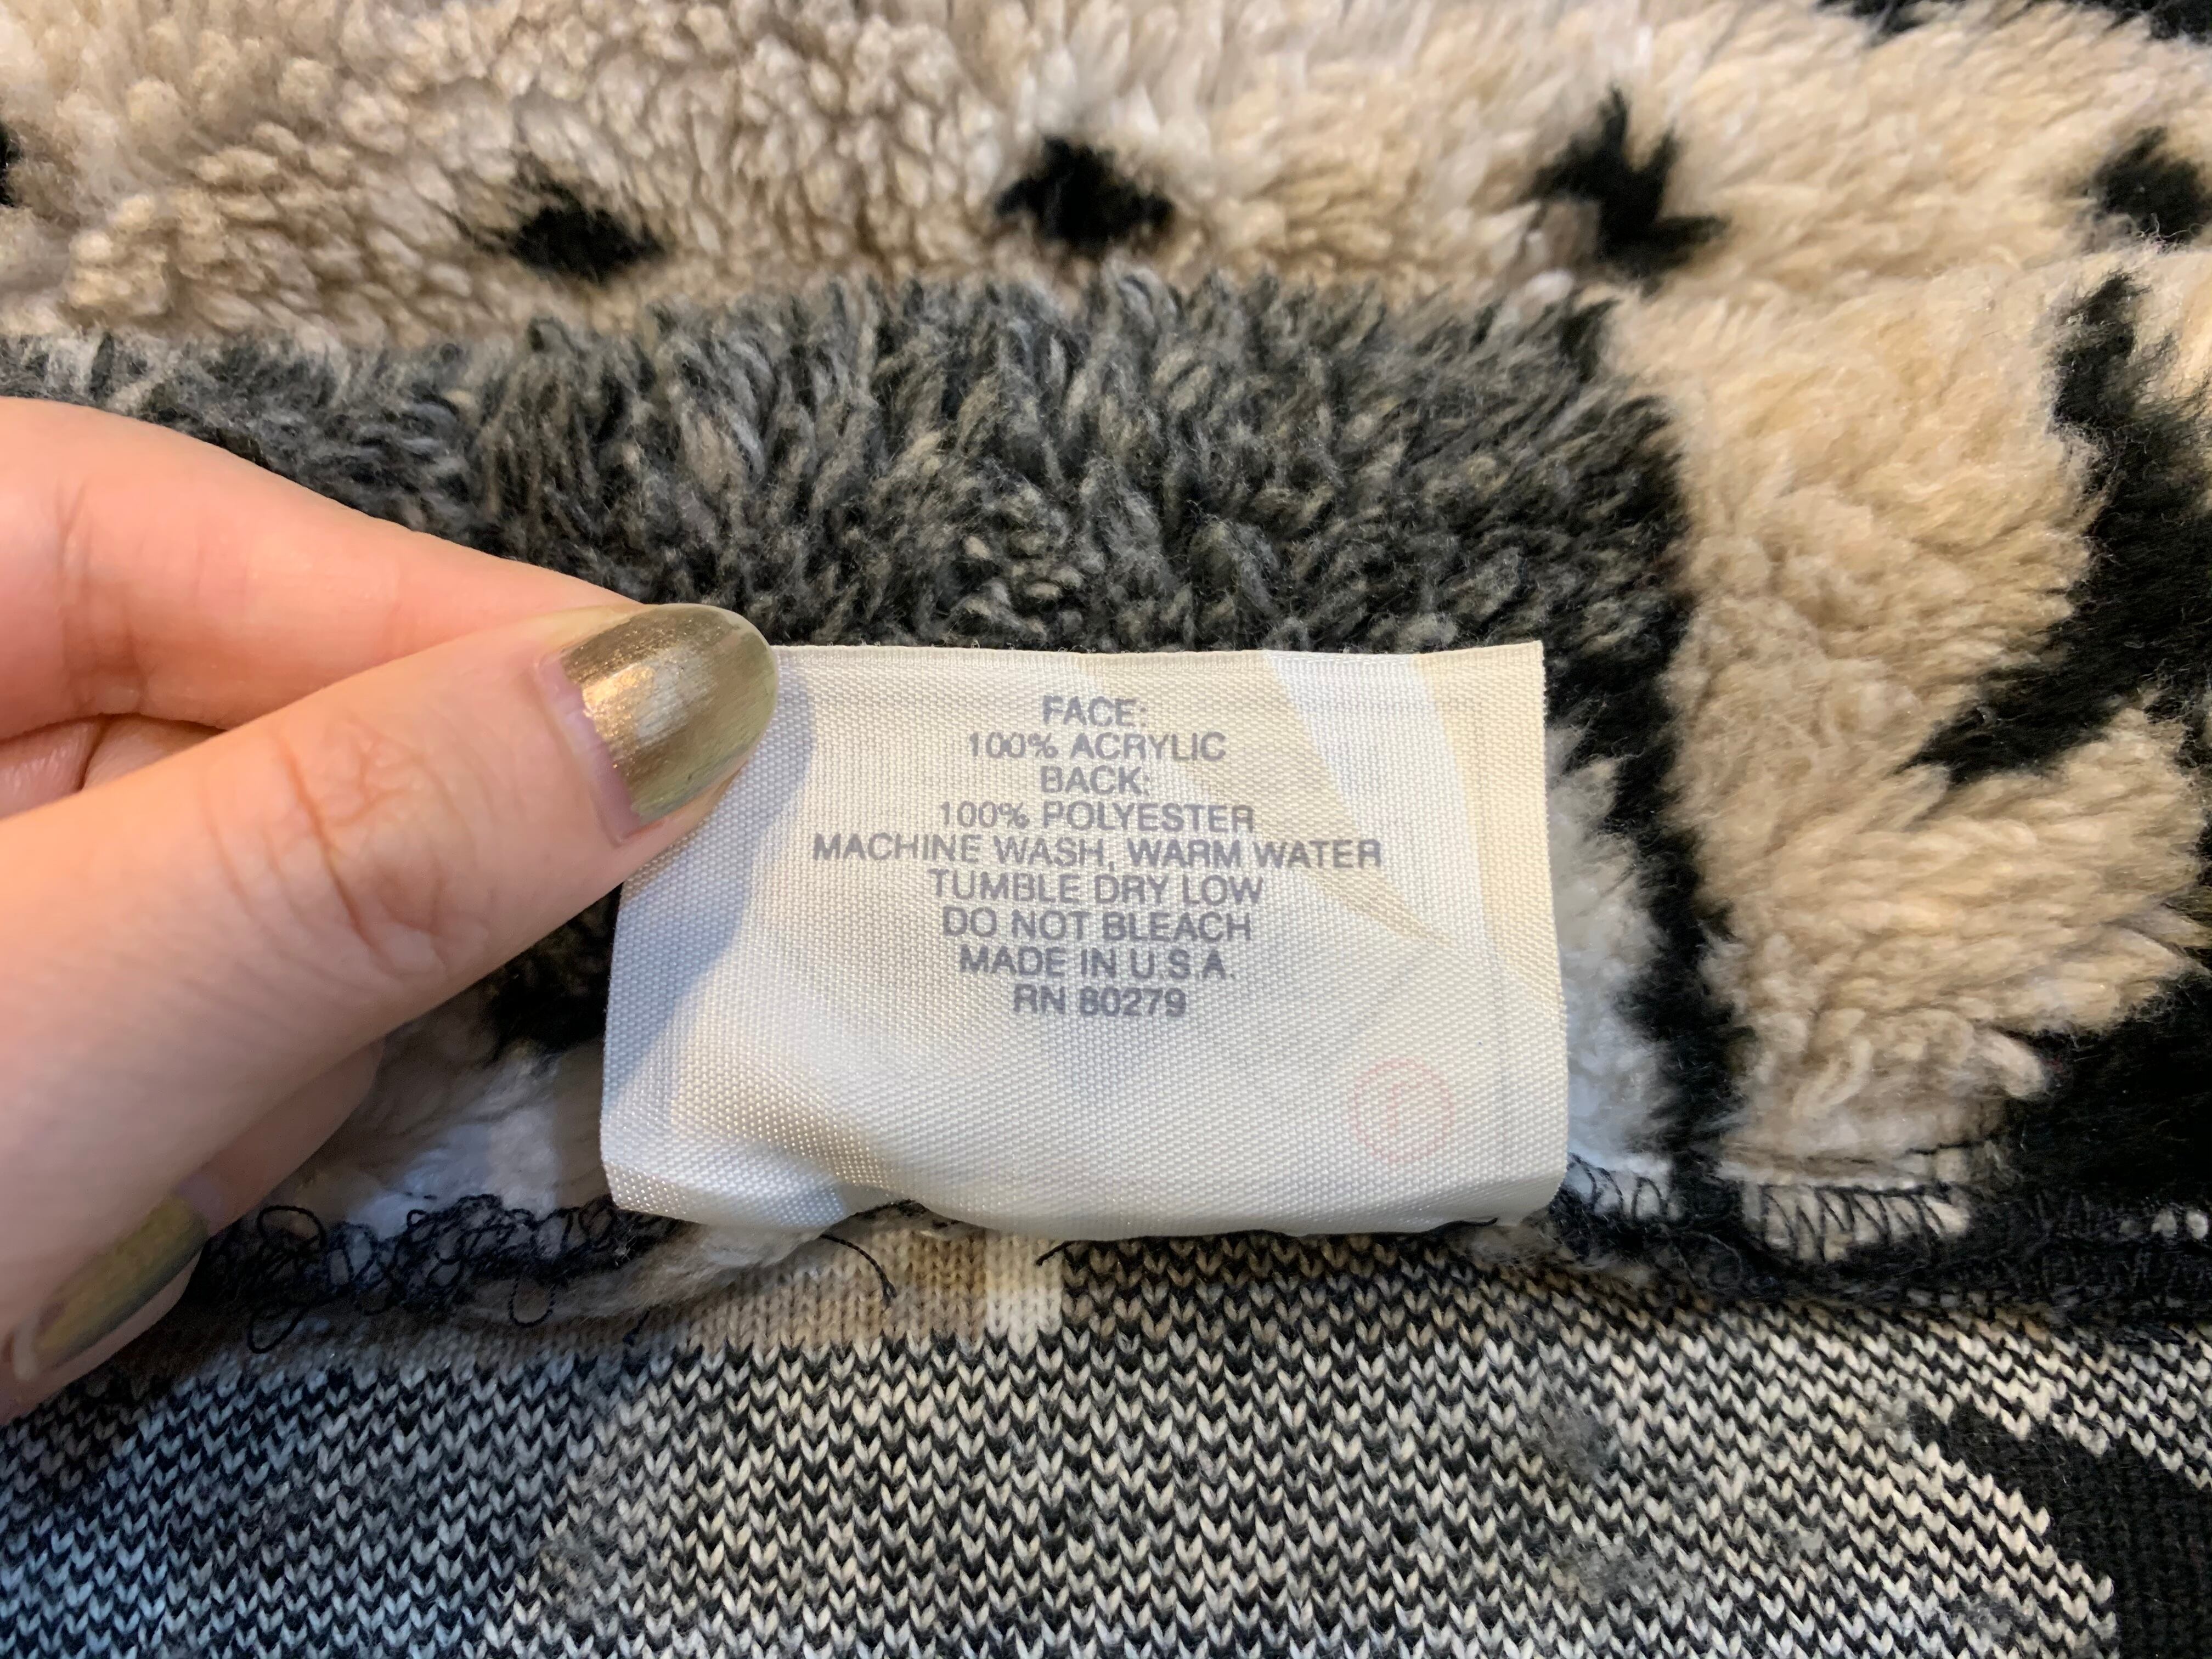 FACE:
100% ACRYLIC
BACK:
100% POLYESTER
MACHINE WASH, WARM WATER
TUMBLE DRY LOW
DO NOT BLEACH
MADE IN U.S.A.
RN 80279